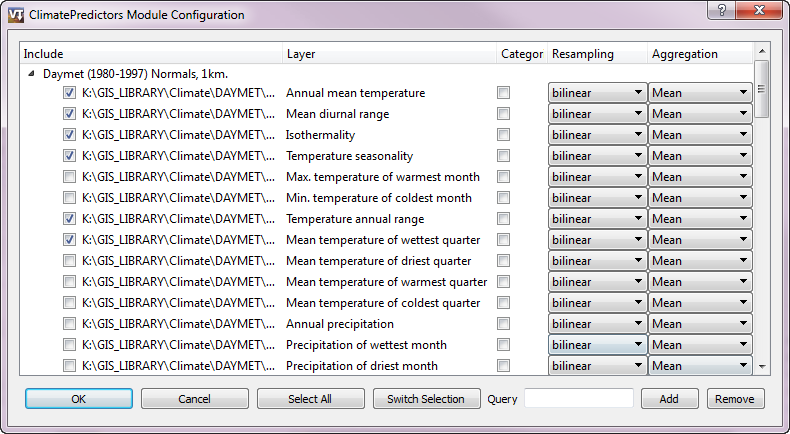 VT ClimatePredictors Module Configuration
Include Layer Categor Resampling Aggregation
Daymet (1980-1997) Normals, 1km.
K:\GIS_LIBRARY\Climate\DAYMET\... Annual mean temperature bilinear Mean
K:\GIS_LIBRARY\Climate\DAYMET\... Mean diurnal range bilinear Mean
K:\GIS_LIBRARY\Climate\DAYMET\... Isothermality bilinear Mean
K:\GIS_LIBRARY\Climate\DAYMET\... Temperature seasonality bilinear Mean
K:\GIS_LIBRARY\Climate\DAYMET\... Max. temperature of warmest month bilinear Mean
K:\GIS_LIBRARY\Climate\DAYMET\... Min. temperature of coldest month bilinear Mean
K:\GIS_LIBRARY\Climate\DAYMET\... Temperature annual range bilinear Mean
K:\GIS_LIBRARY\Climate\DAYMET\... Mean temperature of wettest quarter bilinear Mean
K:\GIS_LIBRARY\Climate\DAYMET\... Mean temperature of driest quarter bilinear Mean
K:\GIS_LIBRARY\Climate\DAYMET\... Mean temperature of warmest quarter bilinear Mean
K:\GIS_LIBRARY\Climate\DAYMET\... Mean temperature of coldest quarter bilinear Mean
K:\GIS_LIBRARY\Climate\DAYMET\... Annual precipitation bilinear Mean
K:\GIS_LIBRARY\Climate\DAYMET\... Precipitation of wettest month bilinear Mean
K:\GIS_LIBRARY\Climate\DAYMET\... Precipitation of driest month bilinear Mean
OK Cancel Select All Switch Selection Query Add Remove